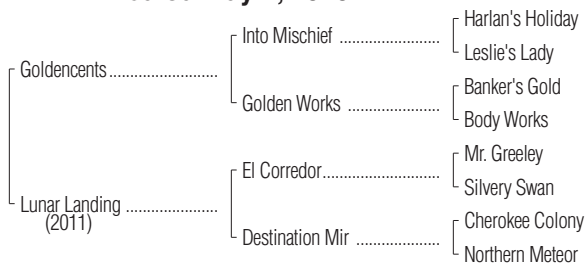 Harlan's Holiday
Into Mischief ....................
Leslie's Lady
Goldencents......................
Banker's Gold
Golden Works ..................
Body Works
Mr. Greeley
El Corredor.......................
Silvery Swan
Lunar Landing ..................
(2011)
Cherokee Colony
Destination Mir ................
Northern Meteor